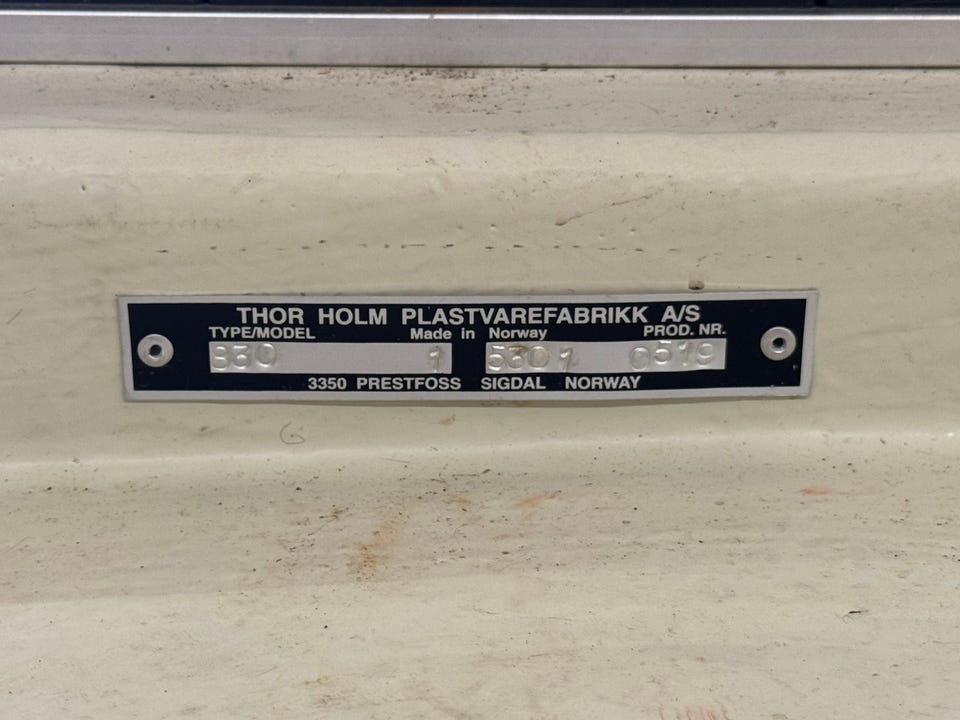 THOR HOLM PLASTVAREFABRIKK A/S
TYPE/MODEL Made in Norway PROD. NR.
830 1 5301 0519
3350 PRESTFOSS SIGDAL NORWAY
G